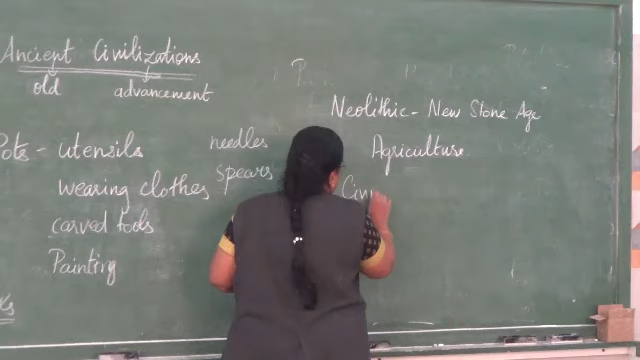 Ancient Civilizations
old advancement
Neolithic - New Stone Age
Pots - utensils needles
Agriculture
spears
wearing clothes
carved tools
Painting